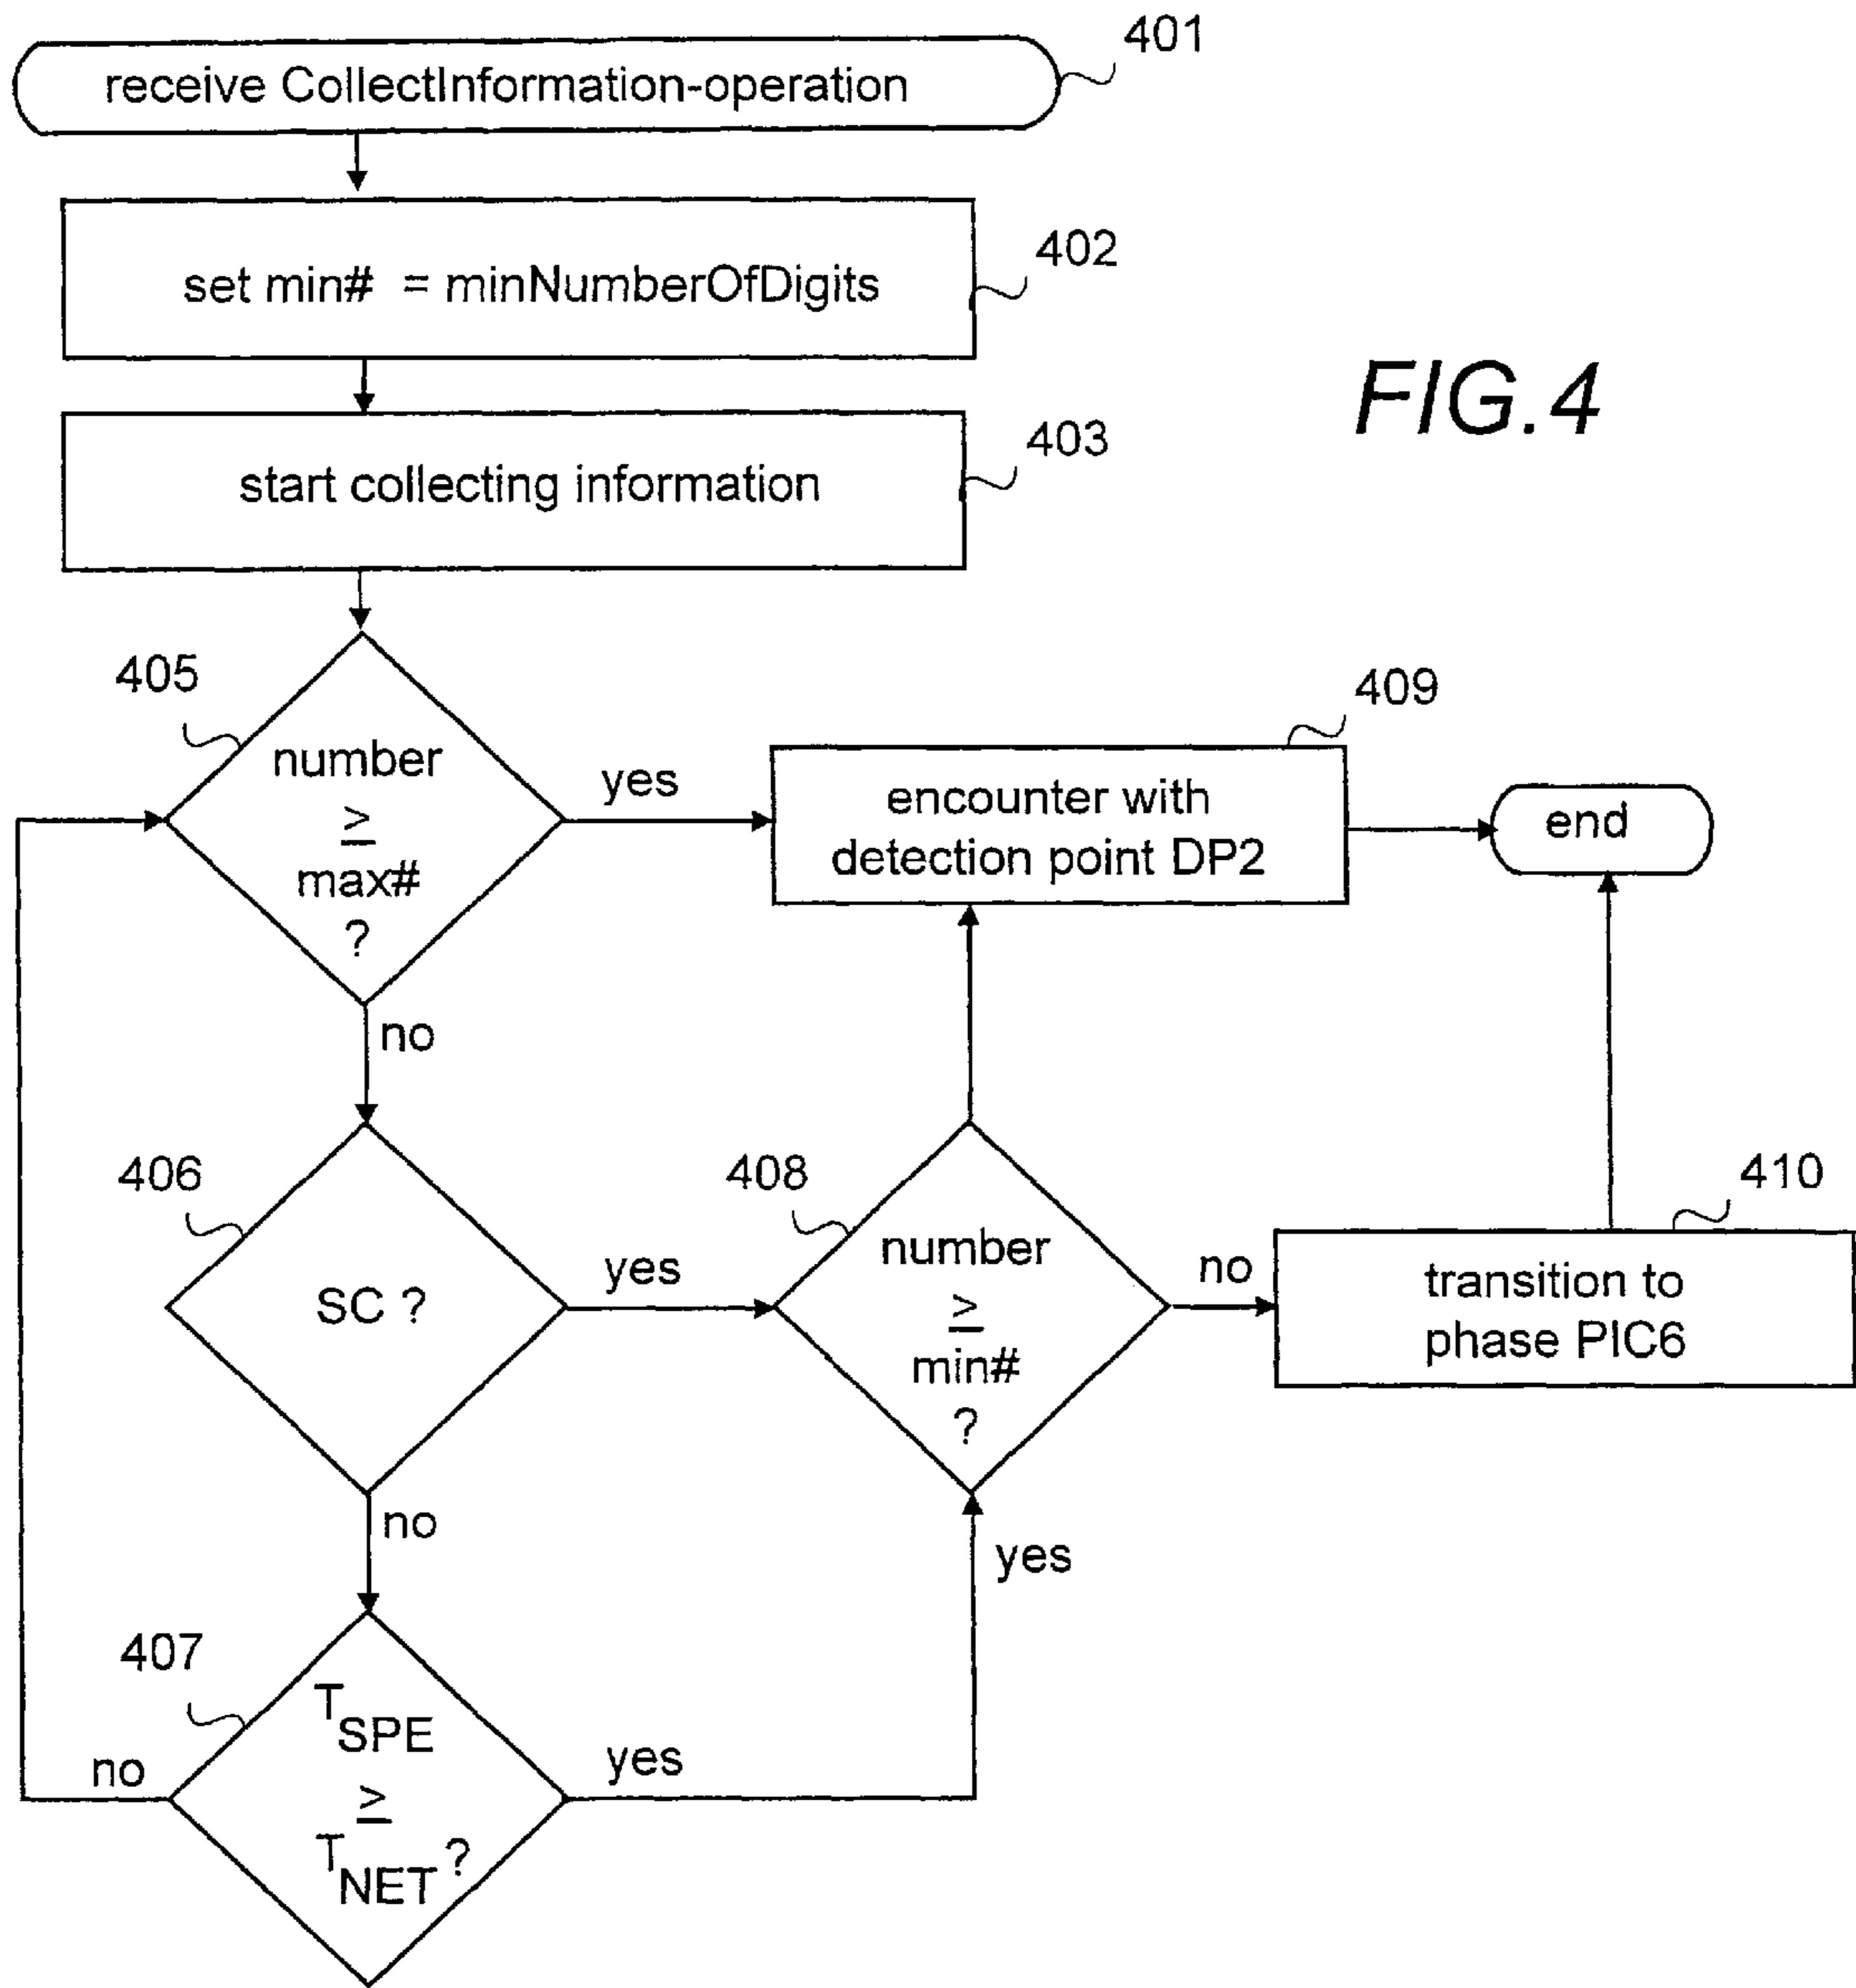 401
receive CollectInformation-operation
402
set min# = minNumberOfDigits
FIG.4
403
start collecting information
405
number
≥
max#
?
yes
409
encounter with
detection point DP2
end
no
406
SC ?
yes
408
number
≥
min#
?
no
410
transition to
phase PIC6
no
yes
407
TSPE
≥
TNET ?
no
yes